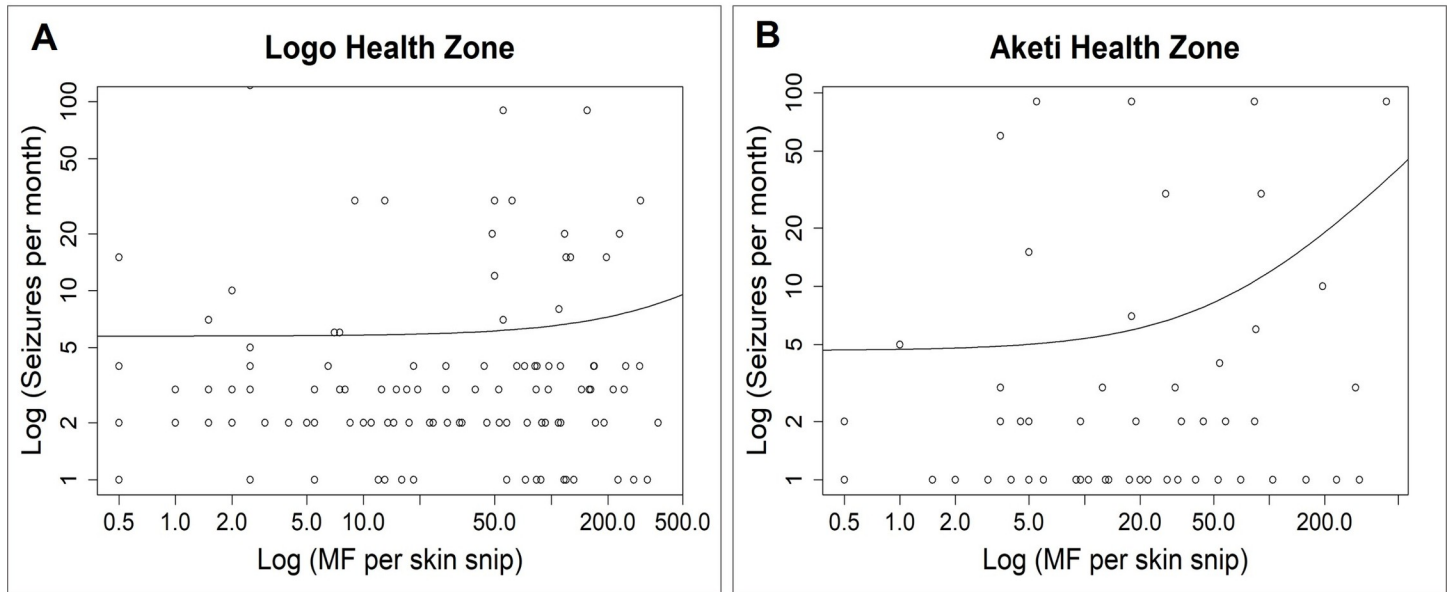 A
Logo Health Zone
Log (Seizures per month)
100
50
20
10
5
2
1
0.5 1.0 2.0 5.0 10.0 50.0 200.0 500.0
Log (MF per skin snip)
B
Aketi Health Zone
Log (Seizures per month)
100
50
20
10
5
2
1
0.5 1.0 2.0 5.0 20.0 50.0 200.0
Log (MF per skin snip)